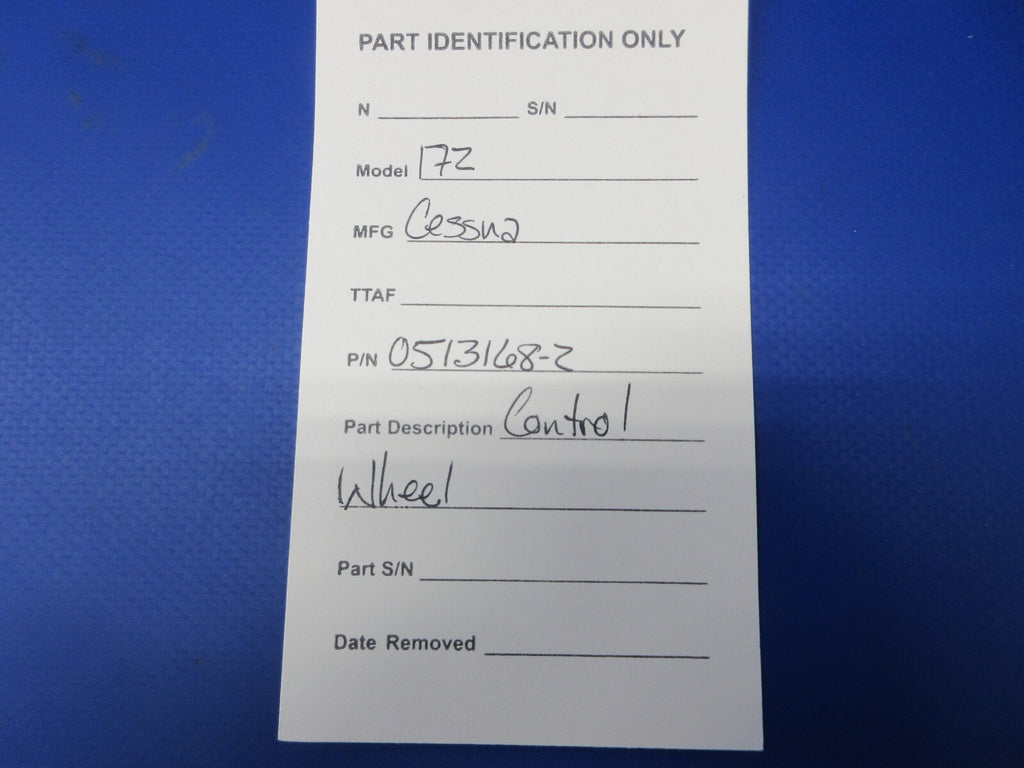 PART IDENTIFICATION ONLY
N S/N
Model 172
MFG Cessna
TTAF
P/N 0513168-2
Part Description Control
Wheel
Part S/N
Date Removed